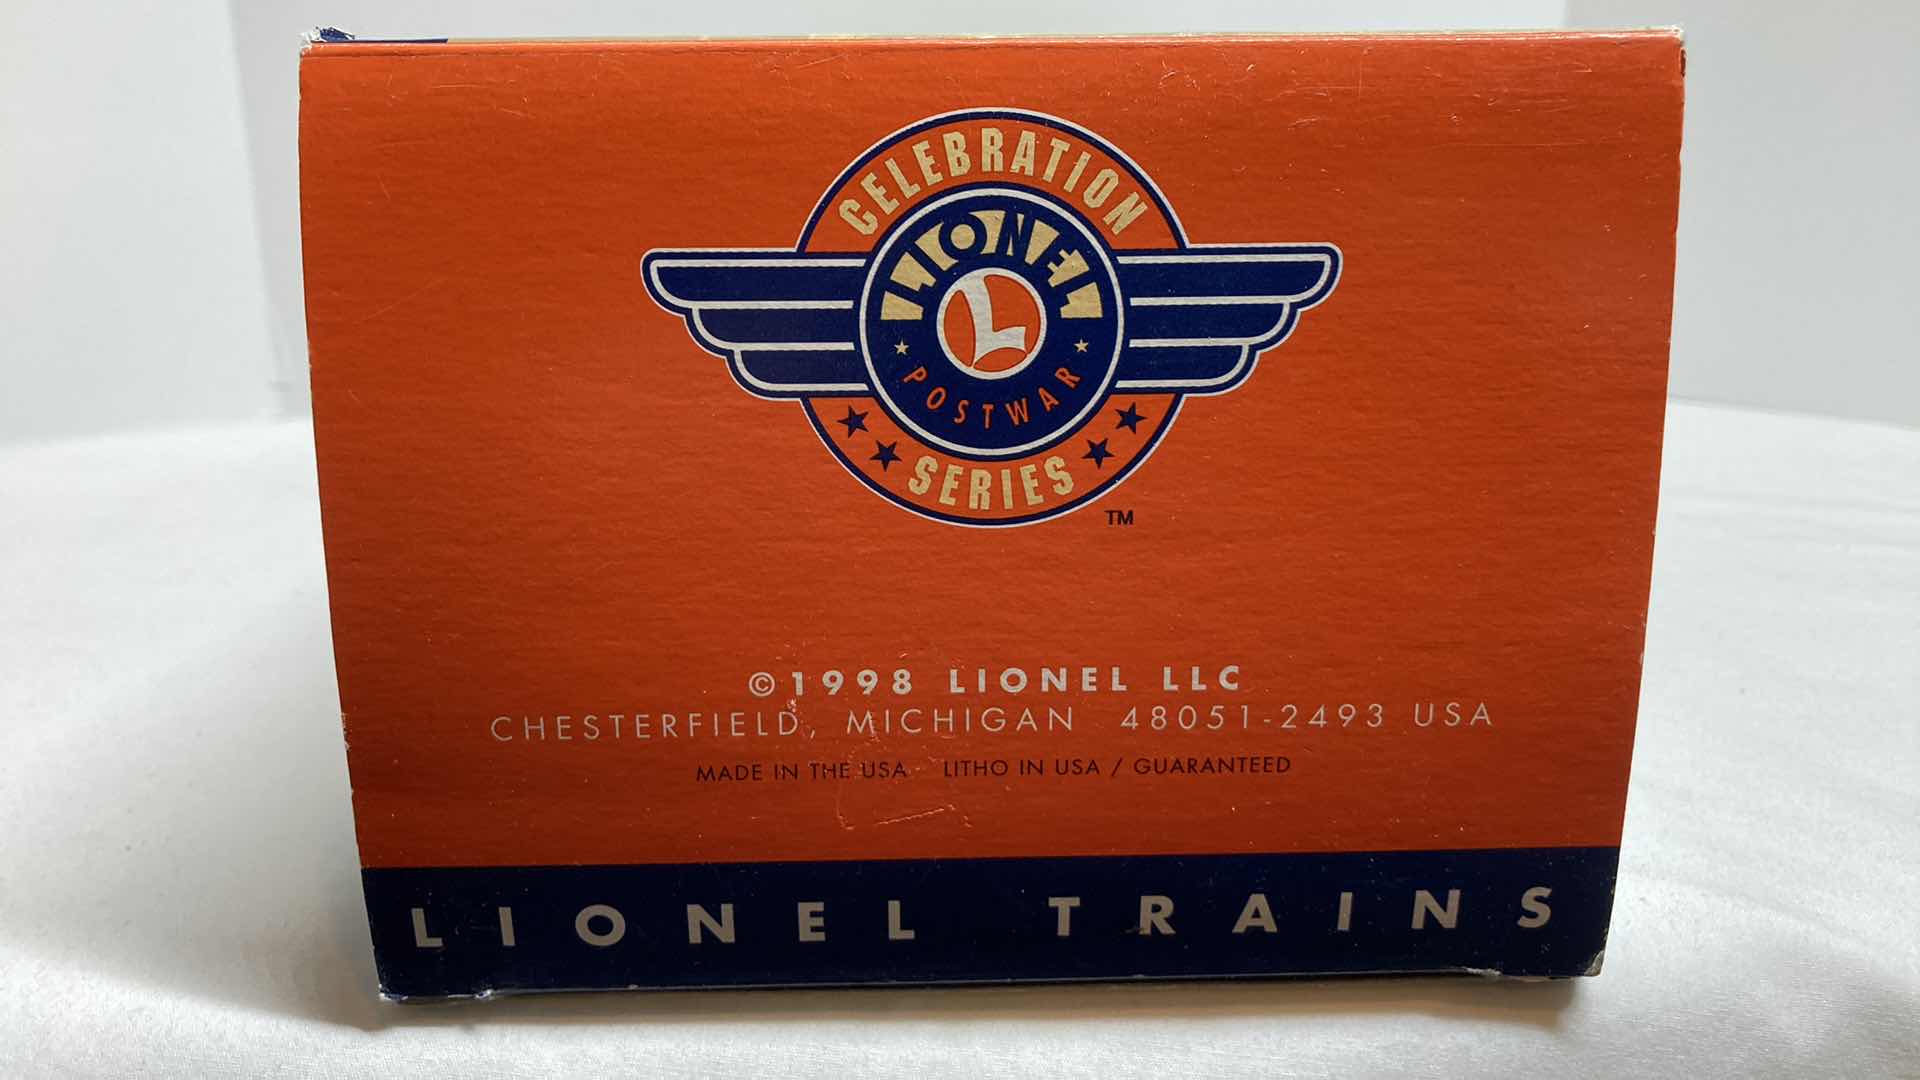 CELEBRATION
LIONEL
L
POSTWAR
SERIES
TM
©1998 LIONEL LLC
CHESTERFIELD, MICHIGAN 48051-2493 USA
MADE IN THE USA LITHO IN USA / GUARANTEED
LIONEL TRAINS